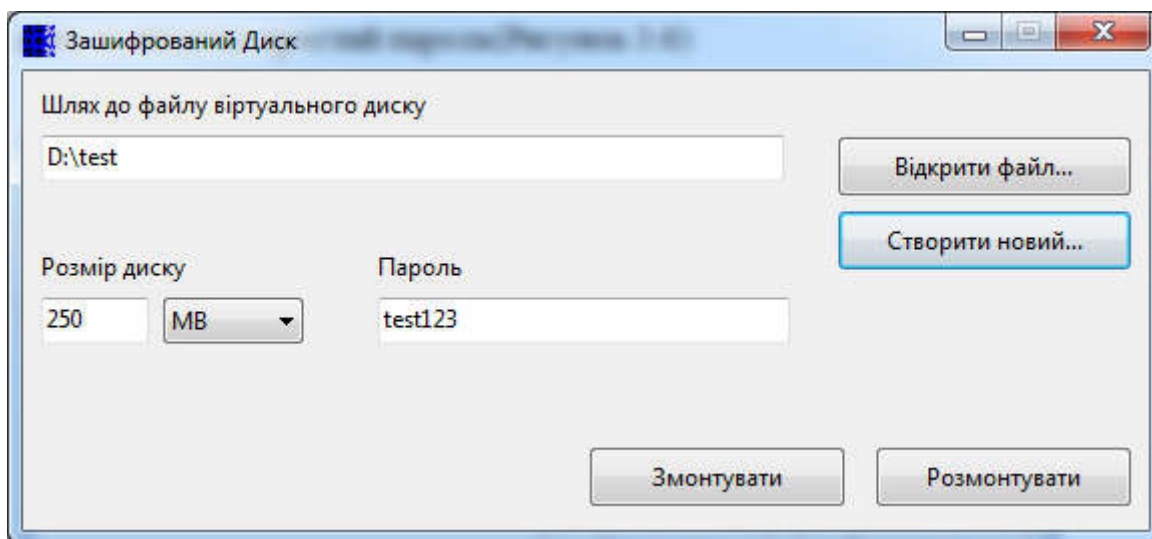 Зашифрований Диск
Шлях до файлу віртуального диску
D:\test
Відкрити файл...
Створити новий...
Розмір диску
Пароль
250
MB
test123
Змонтувати
Розмонтувати